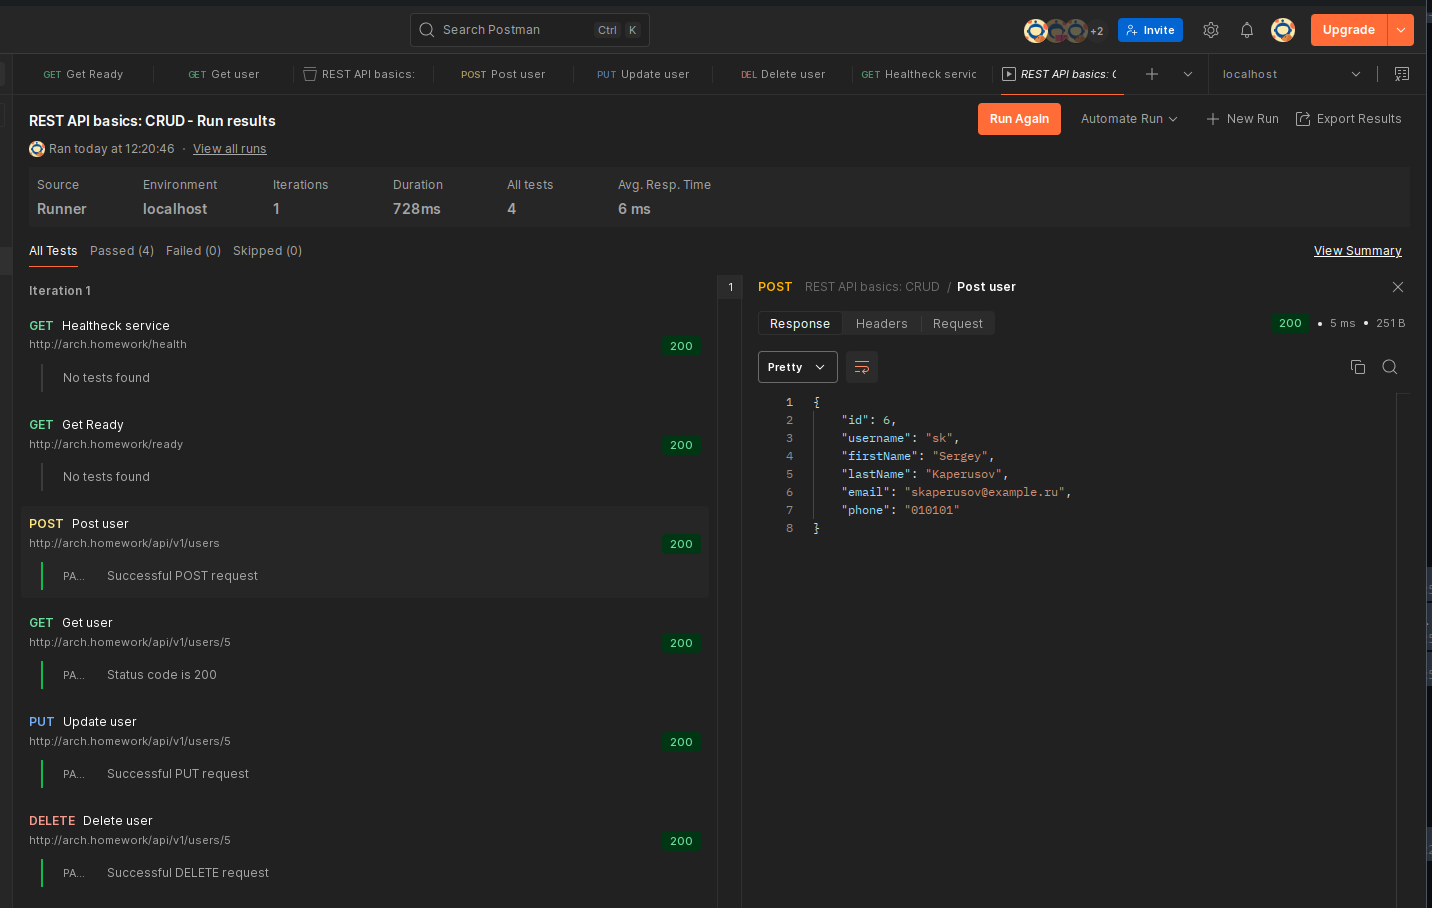 Search Postman Ctrl K
+2 Invite Upgrade
GET Get Ready GET Get user REST API basics: POST Post user PUT Update user DEL Delete user GET Healtheck servic REST API basics: C localhost
REST API basics: CRUD - Run results
Run Again Automate Run New Run Export Results
Ran today at 12:20:46 · View all runs
Source Environment Iterations Duration All tests Avg. Resp. Time
Runner localhost 1 728ms 4 6 ms
All Tests Passed (4) Failed (0) Skipped (0) View Summary
Iteration 1
GET Healtheck service
http://arch.homework/health 200
No tests found
GET Get Ready
http://arch.homework/ready 200
No tests found
POST Post user
http://arch.homework/api/v1/users 200
PA... Successful POST request
GET Get user
http://arch.homework/api/v1/users/5 200
PA... Status code is 200
PUT Update user
http://arch.homework/api/v1/users/5 200
PA... Successful PUT request
DELETE Delete user
http://arch.homework/api/v1/users/5 200
PA... Successful DELETE request
1 POST REST API basics: CRUD / Post user
Response Headers Request 200 • 5 ms • 251 B
Pretty
1 {
2 "id": 6,
3 "username": "sk",
4 "firstName": "Sergey",
5 "lastName": "Kaperusov",
6 "email": "skaperusov@example.ru",
7 "phone": "010101"
8 }